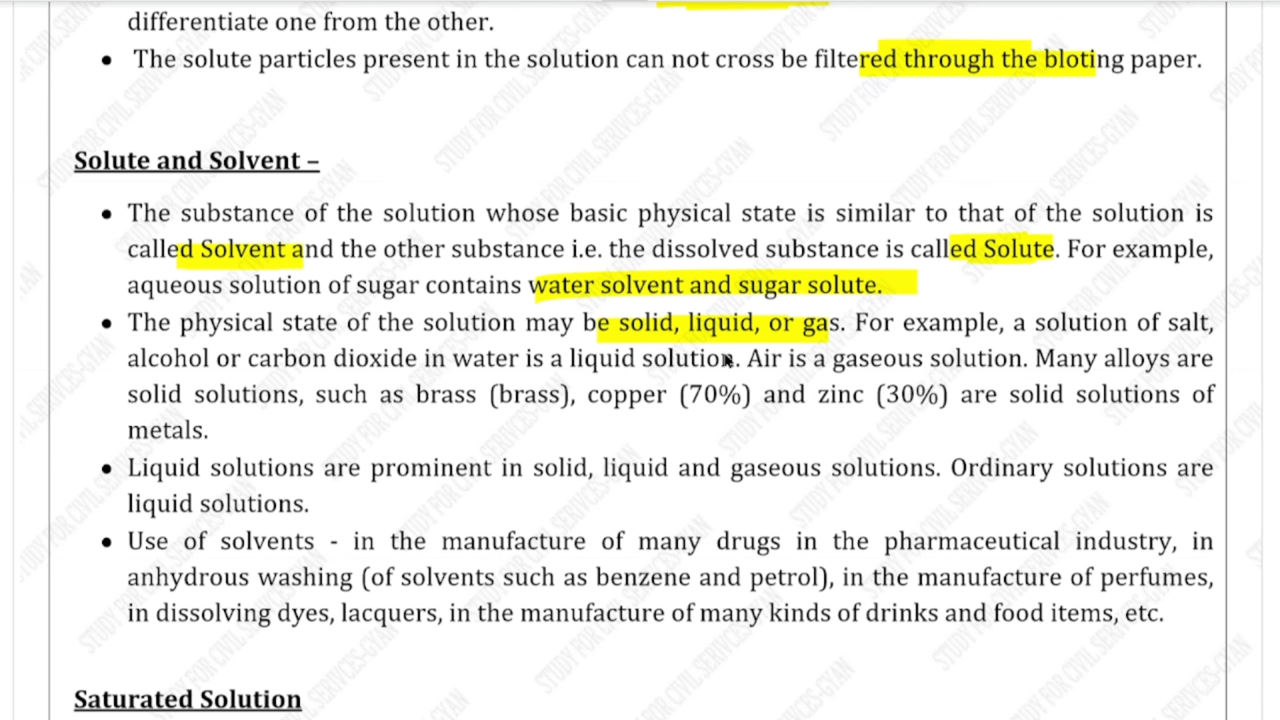 differentiate one from the other.
• The solute particles present in the solution can not cross be filtered through the bloting paper.
Solute and Solvent –
• The substance of the solution whose basic physical state is similar to that of the solution is
called Solvent and the other substance i.e. the dissolved substance is called Solute. For example,
aqueous solution of sugar contains water solvent and sugar solute.
• The physical state of the solution may be solid, liquid, or gas. For example, a solution of salt,
alcohol or carbon dioxide in water is a liquid solution. Air is a gaseous solution. Many alloys are
solid solutions, such as brass (brass), copper (70%) and zinc (30%) are solid solutions of
metals.
• Liquid solutions are prominent in solid, liquid and gaseous solutions. Ordinary solutions are
liquid solutions.
• Use of solvents - in the manufacture of many drugs in the pharmaceutical industry, in
anhydrous washing (of solvents such as benzene and petrol), in the manufacture of perfumes,
in dissolving dyes, lacquers, in the manufacture of many kinds of drinks and food items, etc.
Saturated Solution
STUDY FOR CIVIL SERIVCES-GYAN